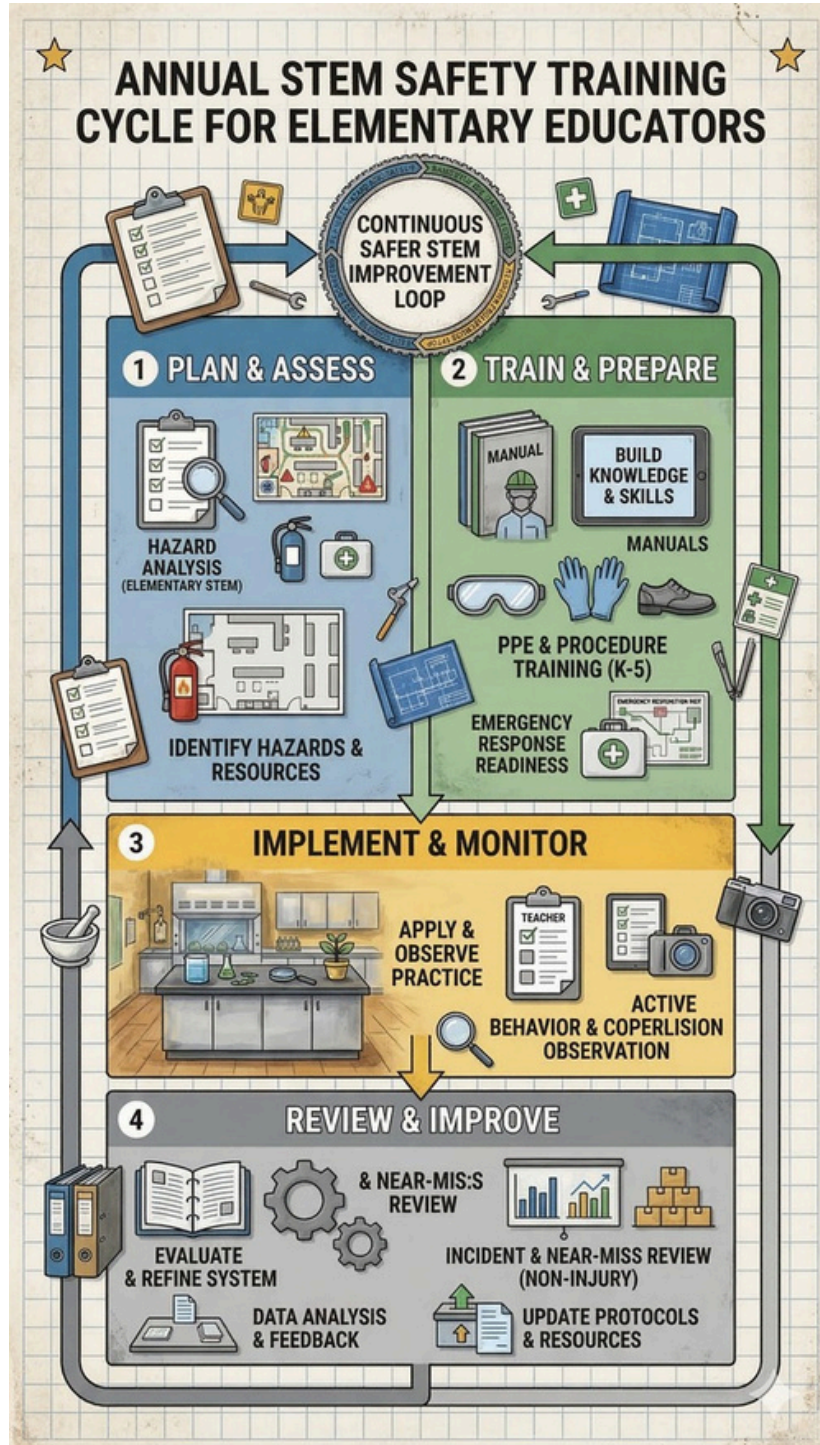 ANNUAL STEM SAFETY TRAINING
CYCLE FOR ELEMENTARY EDUCATORS
CONTINUOUS
SAFER STEM
IMPROVEMENT
LOOP
1 PLAN & ASSESS
HAZARD
ANALYSIS
(ELEMENTARY STEM)
IDENTIFY HAZARDS &
RESOURCES
2 TRAIN & PREPARE
MANUAL
BUILD
KNOWLEDGE
& SKILLS
MANUALS
PPE & PROCEDURE
TRAINING (K-5)
EMERGENCY
RESPONSE
READINESS
3 IMPLEMENT & MONITOR
APPLY &
OBSERVE
PRACTICE
TEACHER
ACTIVE
BEHAVIOR & COPERLISION
OBSERVATION
4 REVIEW & IMPROVE
EVALUATE
& REFINE SYSTEM
& NEAR-MIS:S
REVIEW
INCIDENT & NEAR-MISS REVIEW
(NON-INJURY)
DATA ANALYSIS
& FEEDBACK
UPDATE PROTOCOLS
& RESOURCES